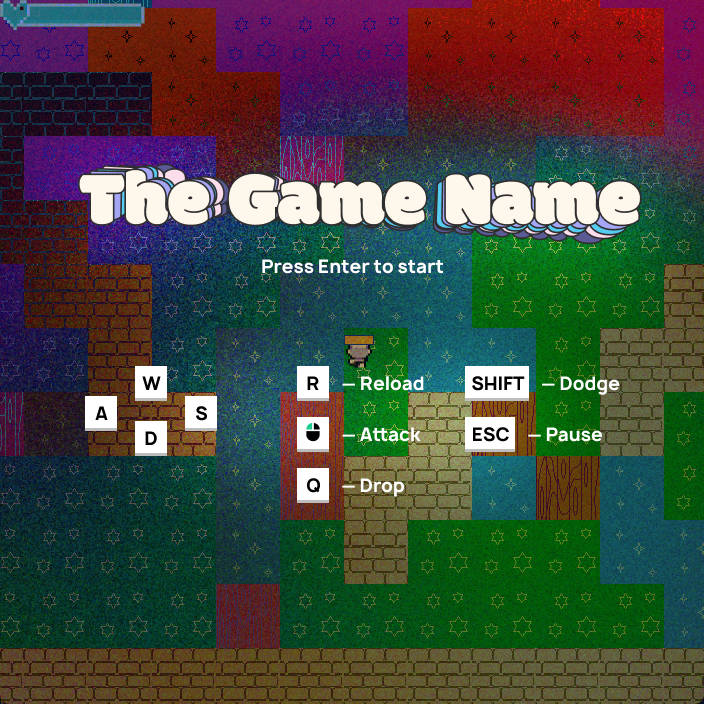 The Game Name
Press Enter to start
W
A
S
D
R – Reload
SHIFT – Dodge
– Attack
ESC – Pause
Q – Drop